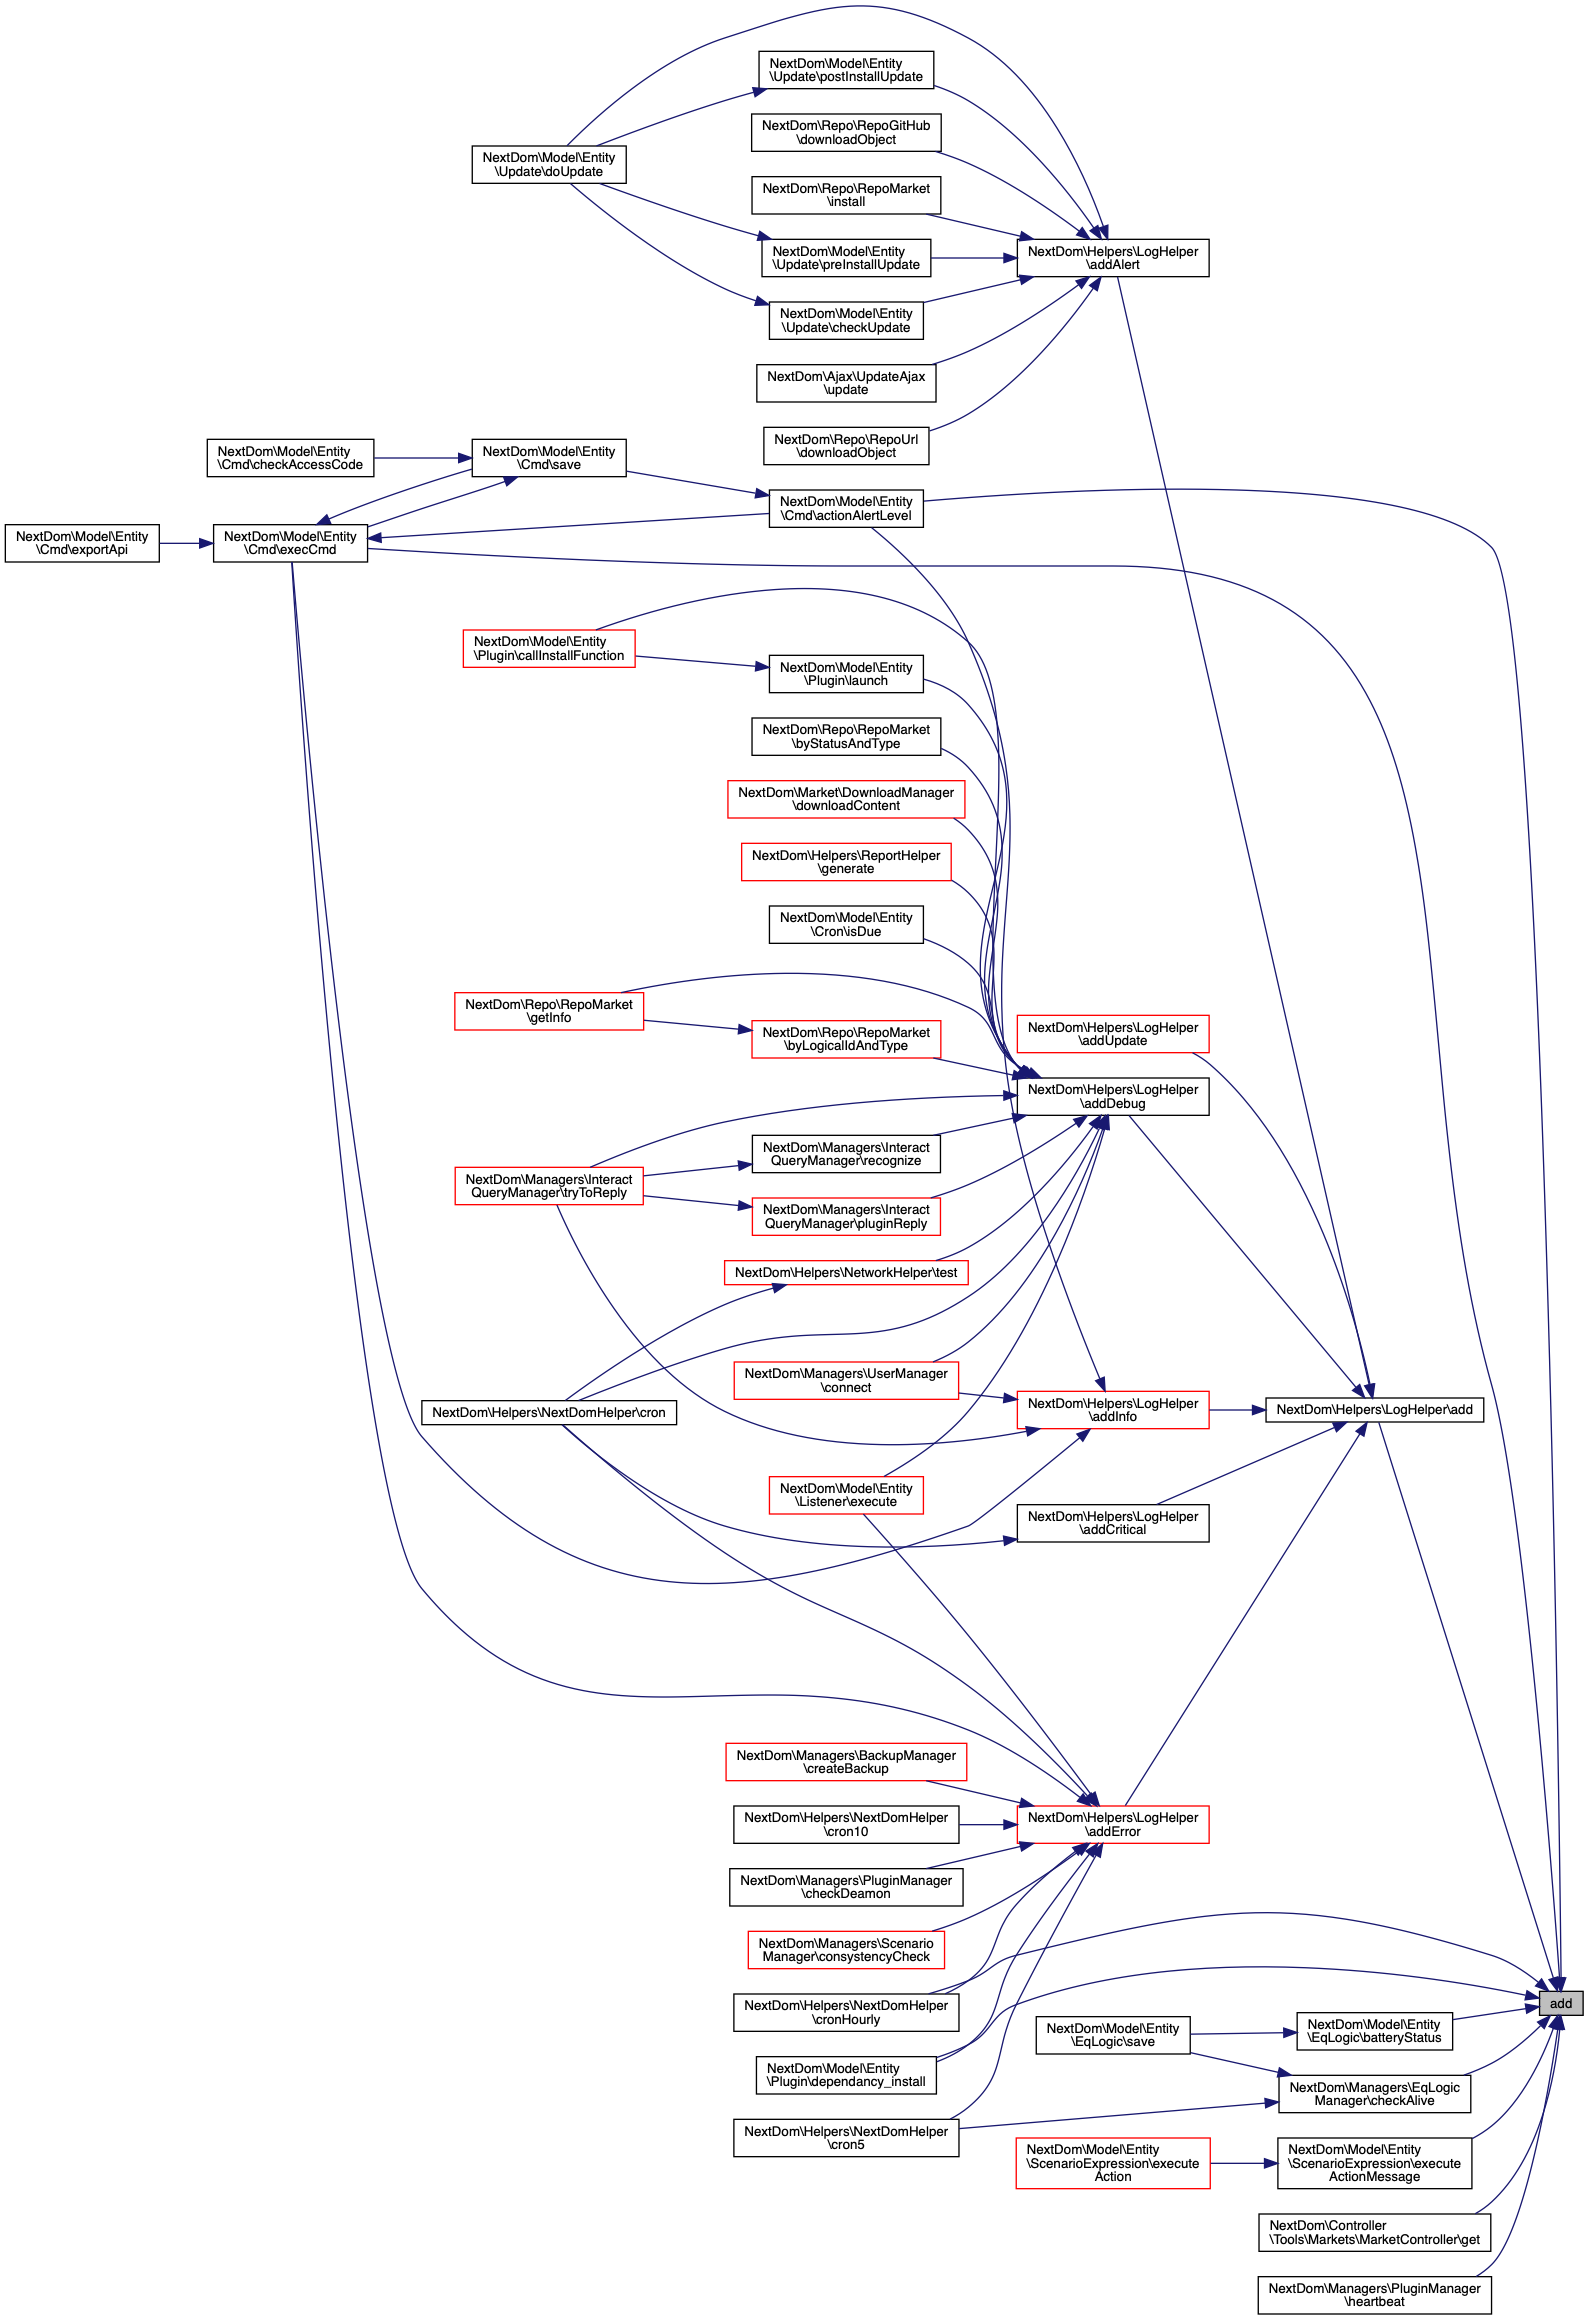 NextDom\Model\Entity
\Update\postInstallUpdate
NextDom\Repo\RepoGitHub
\downloadObject
NextDom\Model\Entity
\Update\doUpdate
NextDom\Repo\RepoMarket
\install
NextDom\Model\Entity
\Update\preInstallUpdate
NextDom\Helpers\LogHelper
\addAlert
NextDom\Model\Entity
\Update\checkUpdate
NextDom\Ajax\UpdateAjax
\update
NextDom\Repo\RepoUrl
\downloadObject
NextDom\Model\Entity
\Cmd\checkAccessCode
NextDom\Model\Entity
\Cmd\save
NextDom\Model\Entity
\Cmd\actionAlertLevel
NextDom\Model\Entity
\Cmd\exportApi
NextDom\Model\Entity
\Cmd\execCmd
NextDom\Model\Entity
\Plugin\callInstallFunction
NextDom\Model\Entity
\Plugin\launch
NextDom\Repo\RepoMarket
\byStatusAndType
NextDom\Market\DownloadManager
\downloadContent
NextDom\Helpers\ReportHelper
\generate
NextDom\Model\Entity
\Cron\isDue
NextDom\Repo\RepoMarket
\getInfo
NextDom\Repo\RepoMarket
\byLogicalIdAndType
NextDom\Helpers\LogHelper
\addUpdate
NextDom\Helpers\LogHelper
\addDebug
NextDom\Managers\Interact
QueryManager\recognize
NextDom\Managers\Interact
QueryManager\tryToReply
NextDom\Managers\Interact
QueryManager\pluginReply
NextDom\Helpers\NetworkHelper\test
NextDom\Managers\UserManager
\connect
NextDom\Helpers\NextDomHelper\cron
NextDom\Helpers\LogHelper
\addInfo
NextDom\Helpers\LogHelper\add
NextDom\Model\Entity
\Listener\execute
NextDom\Helpers\LogHelper
\addCritical
NextDom\Managers\BackupManager
\createBackup
NextDom\Helpers\NextDomHelper
\cron10
NextDom\Helpers\LogHelper
\addError
NextDom\Managers\PluginManager
\checkDeamon
NextDom\Managers\Scenario
Manager\consystencyCheck
NextDom\Helpers\NextDomHelper
\cronHourly
add
NextDom\Model\Entity
\EqLogic\save
NextDom\Model\Entity
\EqLogic\batteryStatus
NextDom\Model\Entity
\Plugin\dependancy_install
NextDom\Managers\EqLogic
Manager\checkAlive
NextDom\Helpers\NextDomHelper
\cron5
NextDom\Model\Entity
\ScenarioExpression\execute
Action
NextDom\Model\Entity
\ScenarioExpression\execute
ActionMessage
NextDom\Controller
\Tools\Markets\MarketController\get
NextDom\Managers\PluginManager
\heartbeat